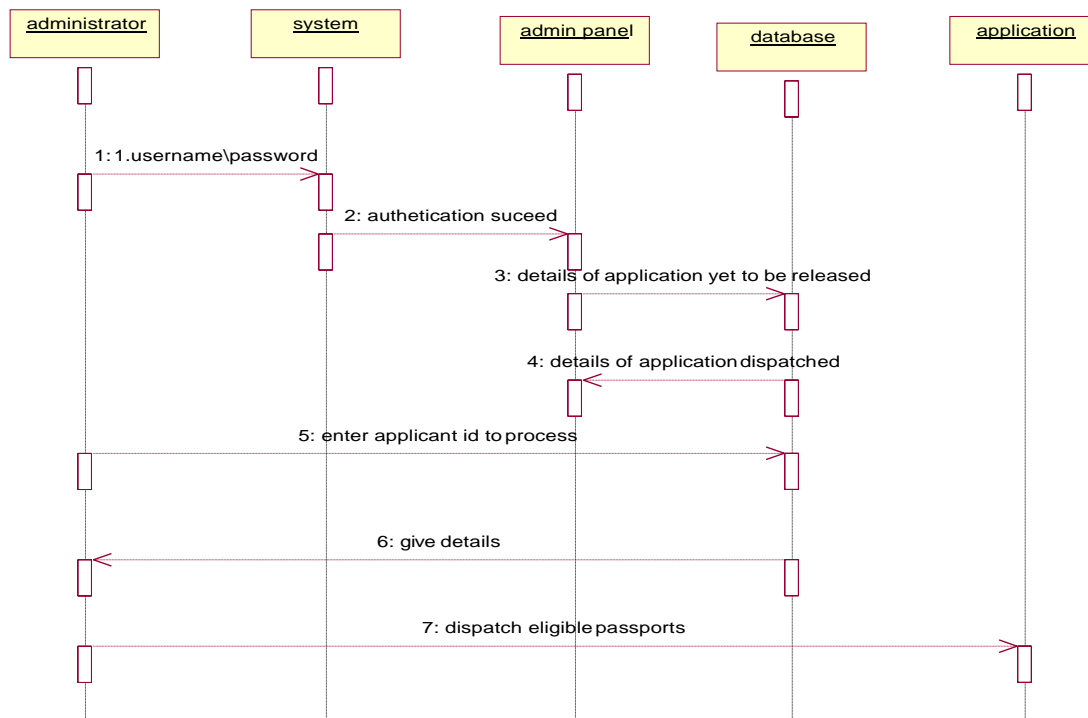 administrator
system
admin panel
database
application
1: 1.username\password
2: authetication suceed
3: details of application yet to be released
4: details of application dispatched
5: enter applicant id to process
6: give details
7: dispatch eligible passports